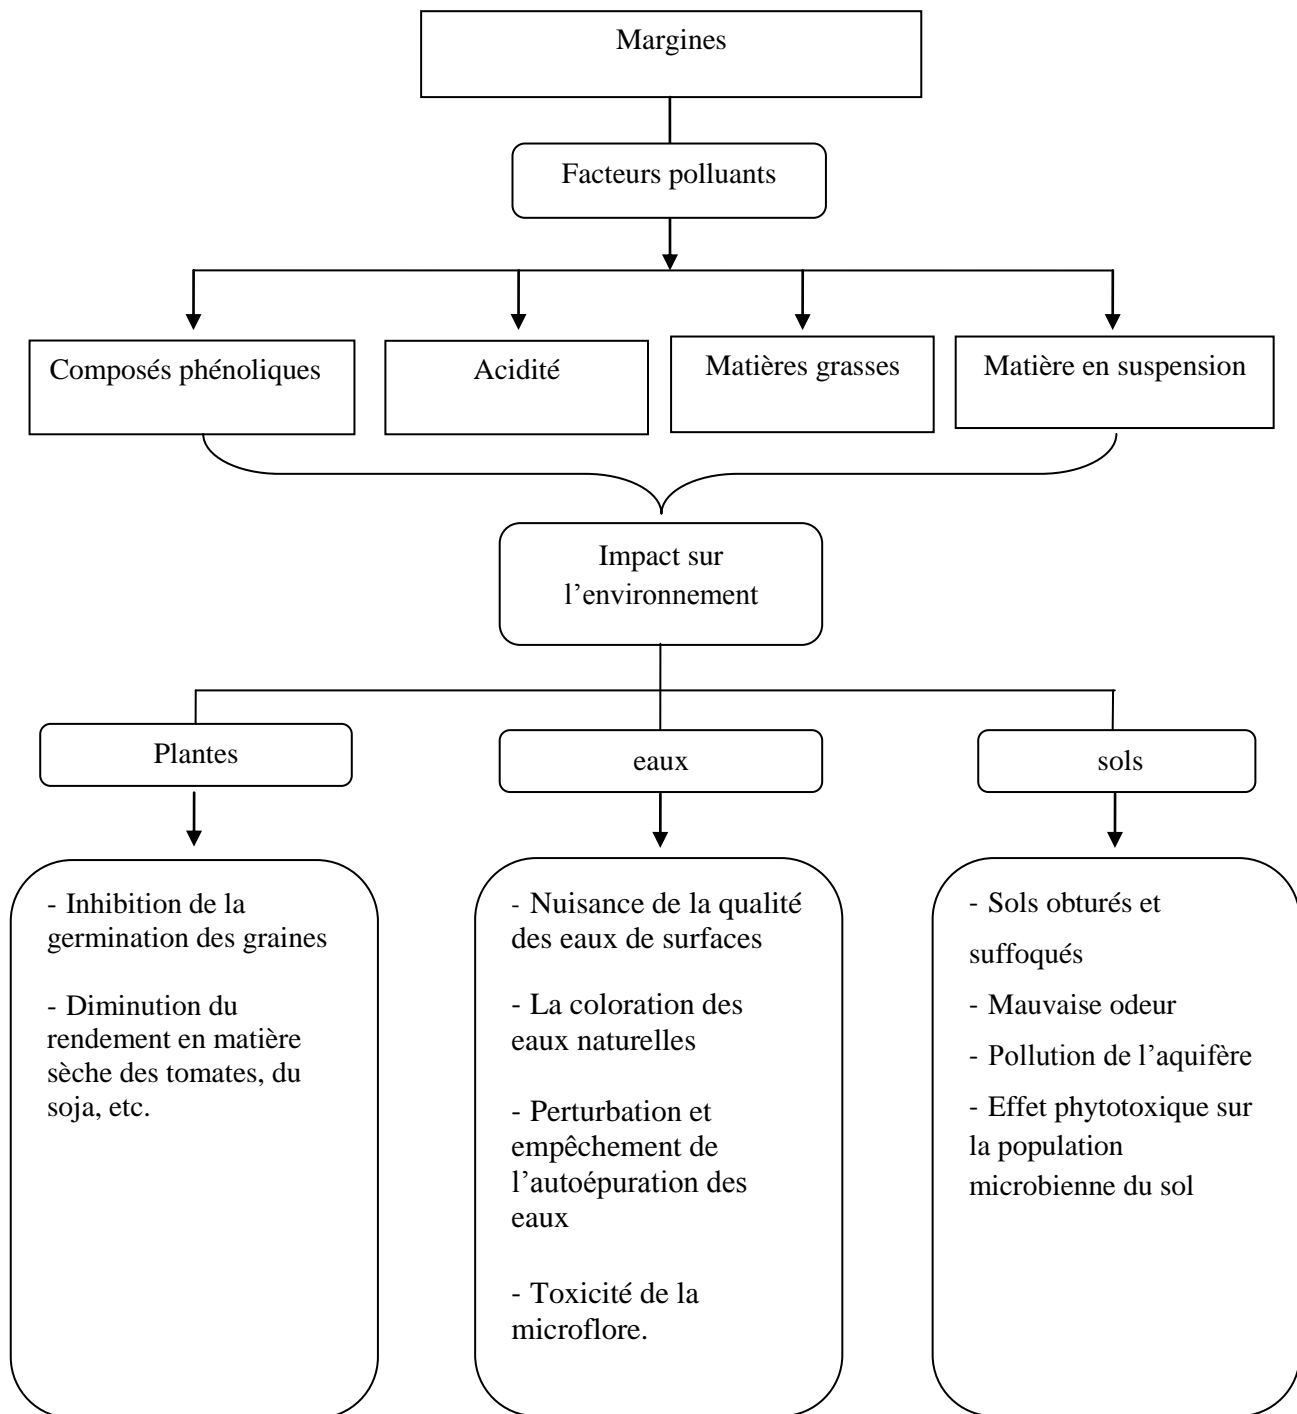 Margines
Facteurs polluants
Composés phénoliques
Acidité
Matières grasses
Matière en suspension
Impact sur
l’environnement
Plantes
eaux
sols
- Inhibition de la
germination des graines
- Diminution du
rendement en matière
sèche des tomates, du
soja, etc.
- Nuisance de la qualité
des eaux de surfaces
- La coloration des
eaux naturelles
- Perturbation et
empêchement de
l’autoépuration des
eaux
- Toxicité de la
microflore.
- Sols obturés et
suffoqués
- Mauvaise odeur
- Pollution de l’aquifère
- Effet phytotoxique sur
la population
microbienne du sol